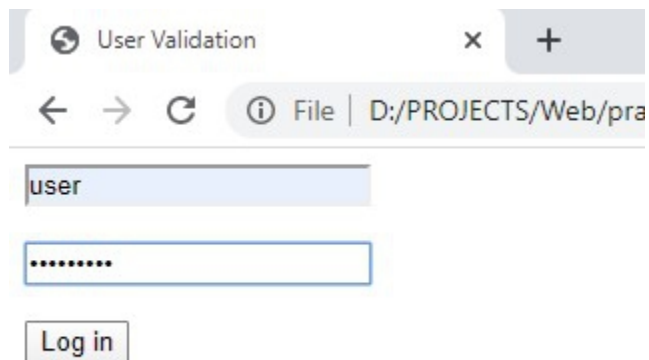 User Validation
File | D:/PROJECTS/Web/pra
user
•••••••••
Log in